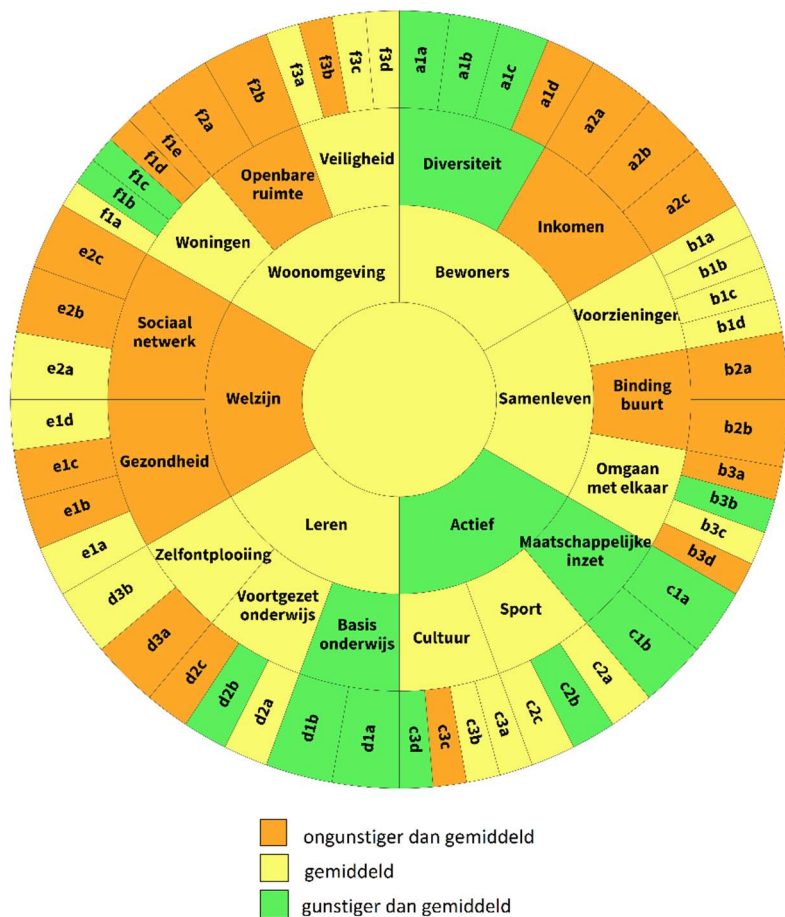 a1a
a1b
a1c
a1d
a2a
a2b
a2c
b1a
b1b
b1c
b1d
b2a
b2b
b3a
b3b
b3c
b3d
c1a
c1b
c2a
c2b
c2c
c3a
c3b
c3c
c3d
d1a
d1b
d2a
d2b
d2c
d3a
d3b
e1a
e1b
e1c
e1d
e2a
e2b
e2c
f1a
f1b
f1c
f1d
f1e
f2a
f2b
f3a
f3b
f3c
f3d
Diversiteit
Inkomen
Voorzieningen
Binding
buurt
Omgaan
met elkaar
Maatschappelijke
inzet
Sport
Cultuur
Basis
onderwijs
Voortgezet
onderwijs
Zelfontplooiing
Gezondheid
Sociaal
netwerk
Woningen
Openbare
ruimte
Veiligheid
Bewoners
Samenleven
Actief
Leren
Welzijn
Woonomgeving
ongunstiger dan gemiddeld
gemiddeld
gunstiger dan gemiddeld